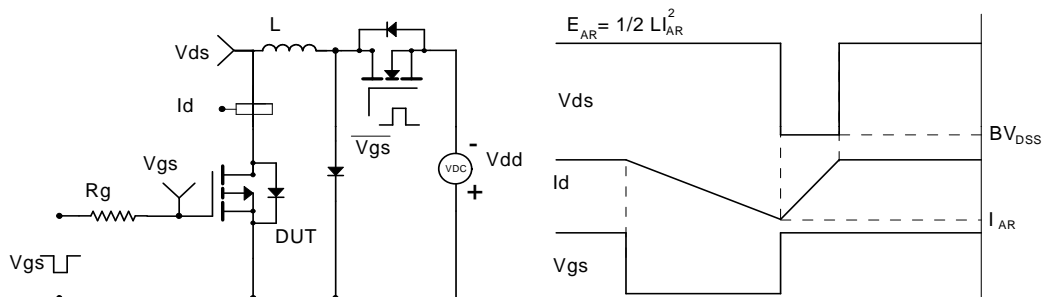 L
Vds
Id
Vgs
Vgs
Rg
DUT
Vgs
VDC
-
+
Vdd
E_AR = 1/2 LI_AR^2
Vds
BV_DSS
Id
I_AR
Vgs